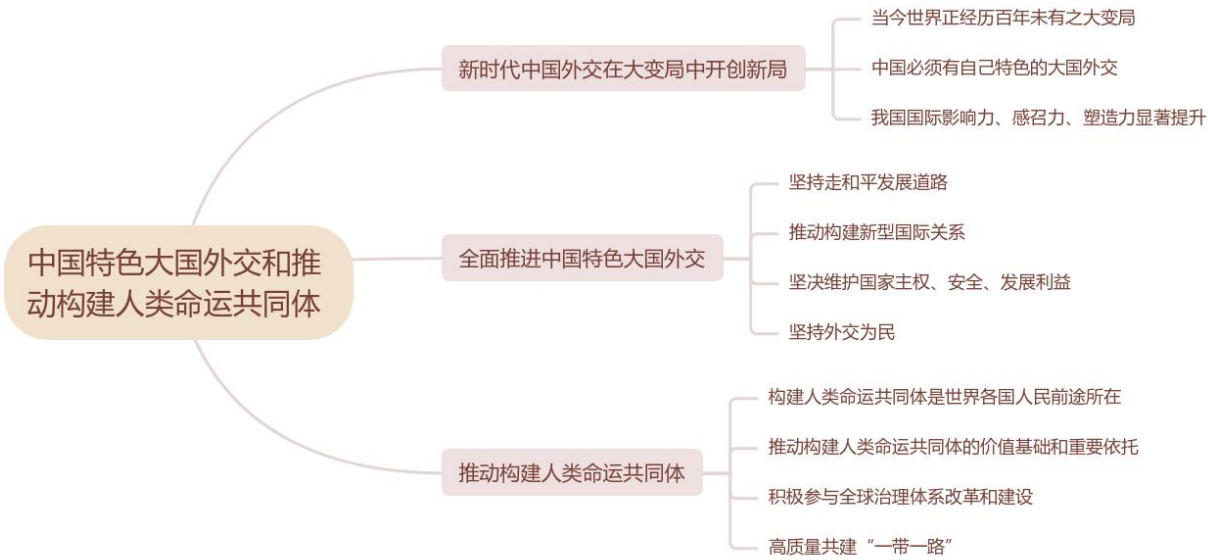 中国特色大国外交和推
动构建人类命运共同体
新时代中国外交在大变局中开创新局
当今世界正经历百年未有之大变局
中国必须有自己特色的大国外交
我国国际影响力、感召力、塑造力显著提升
全面推进中国特色大国外交
坚持走和平发展道路
推动构建新型国际关系
坚决维护国家主权、安全、发展利益
坚持外交为民
推动构建人类命运共同体
构建人类命运共同体是世界各国人民前途所在
推动构建人类命运共同体的价值基础和重要依托
积极参与全球治理体系改革和建设
高质量共建“一带一路”